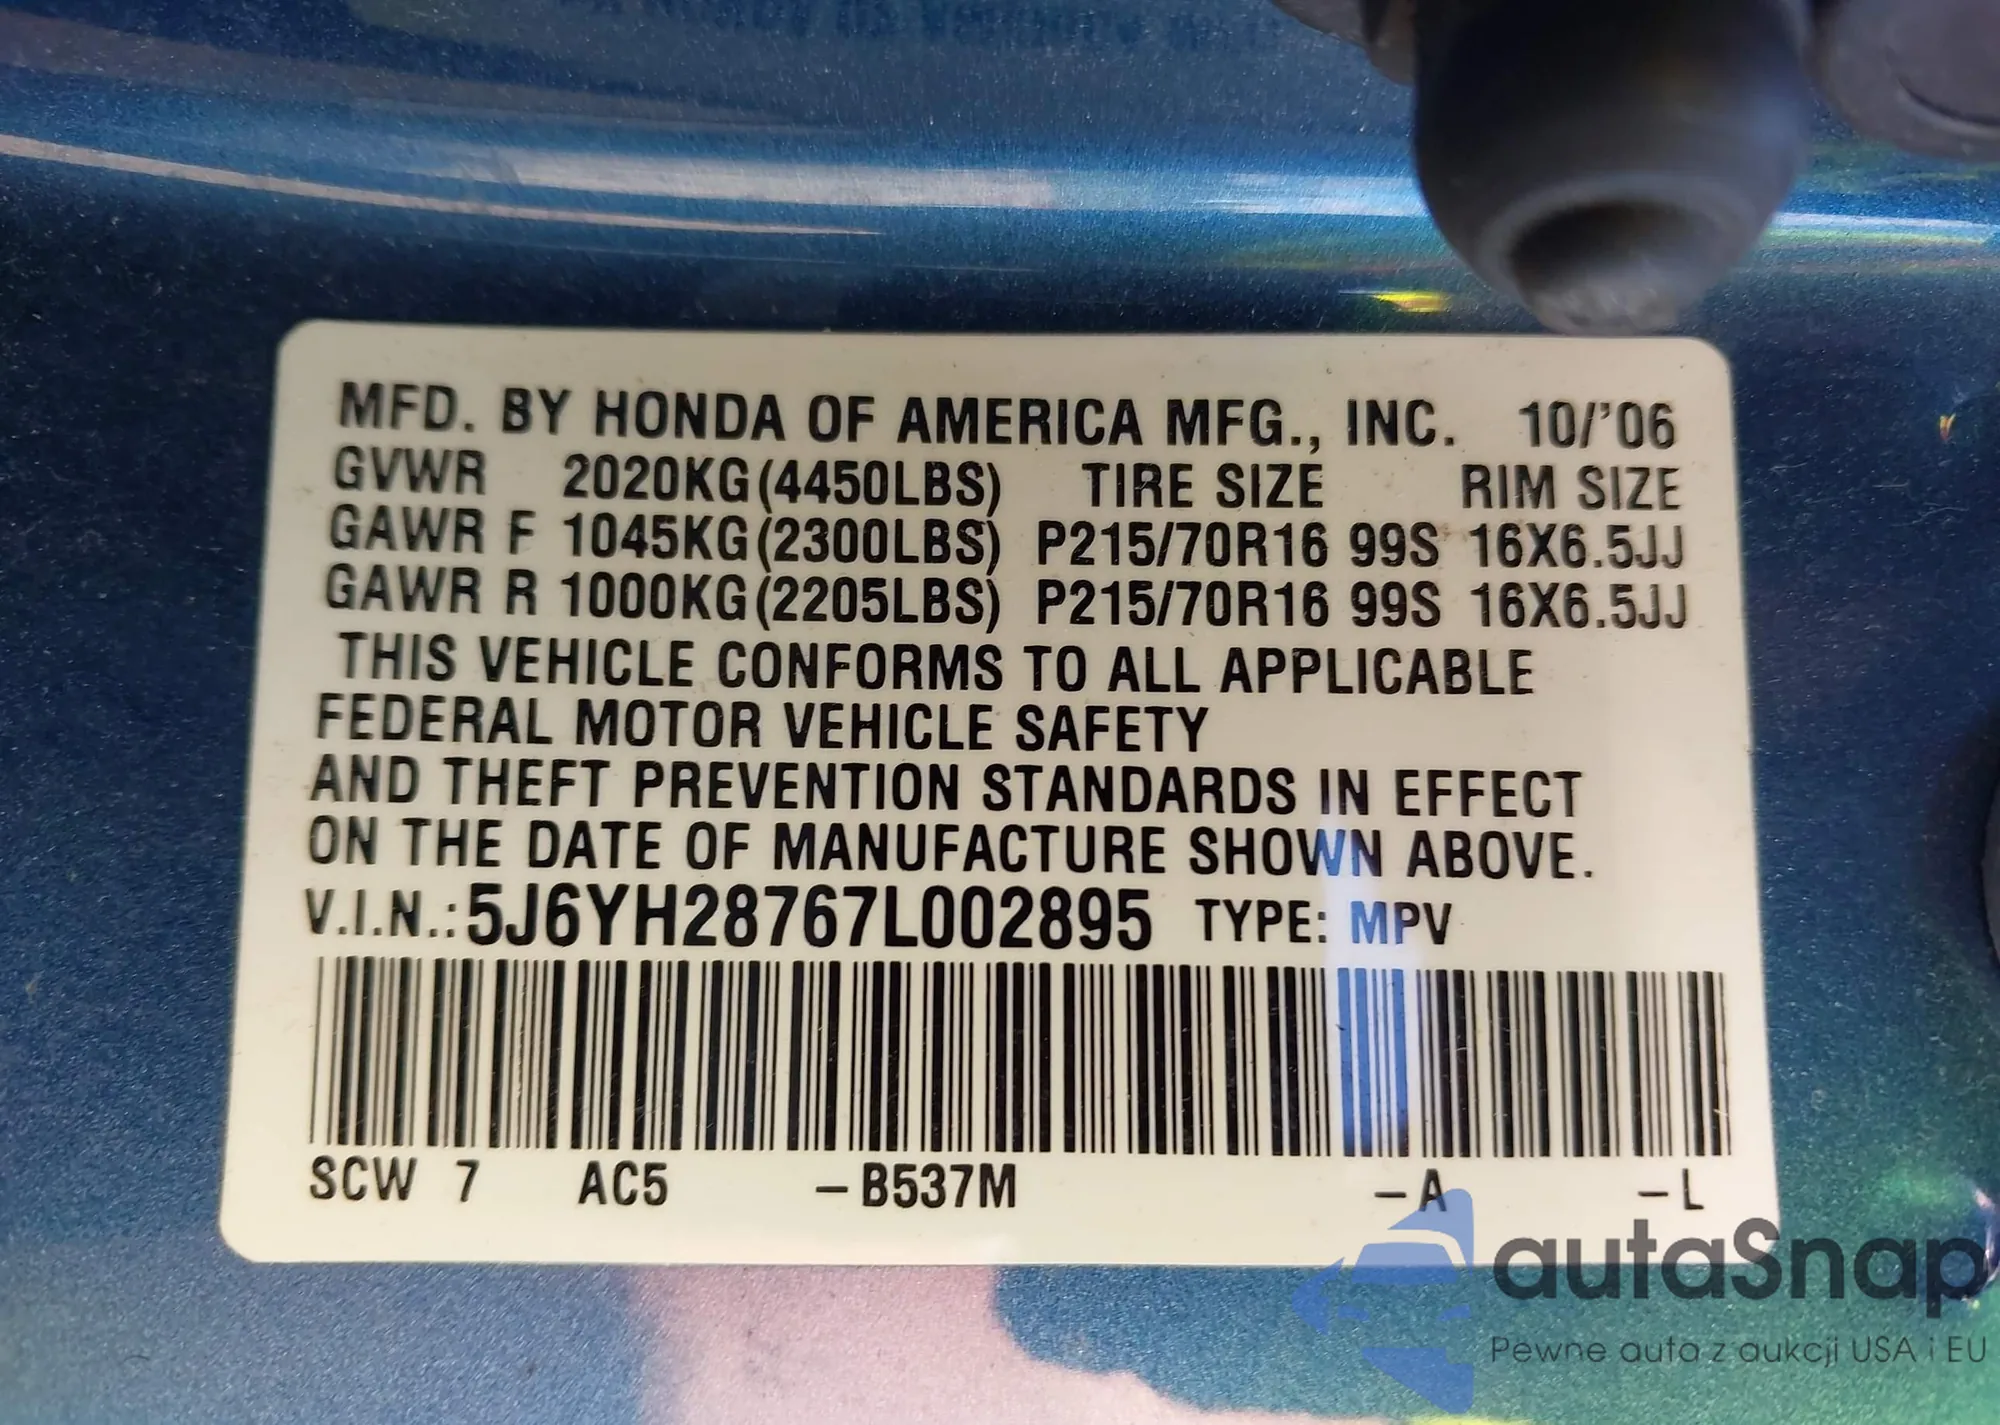 MFD. BY HONDA OF AMERICA MFG., INC. 10/'06
GVWR 2020KG(4450LBS) TIRE SIZE RIM SIZE
GAWR F 1045KG(2300LBS) P215/70R16 99S 16X6.5JJ
GAWR R 1000KG(2205LBS) P215/70R16 99S 16X6.5JJ
THIS VEHICLE CONFORMS TO ALL APPLICABLE
FEDERAL MOTOR VEHICLE SAFETY
AND THEFT PREVENTION STANDARDS IN EFFECT
ON THE DATE OF MANUFACTURE SHOWN ABOVE.
V.I.N.:5J6YH28767L002895 TYPE: MPV
SCW 7 AC5 –B537M –A –L
autaSnap
Pewne auta z aukcji USA i EU